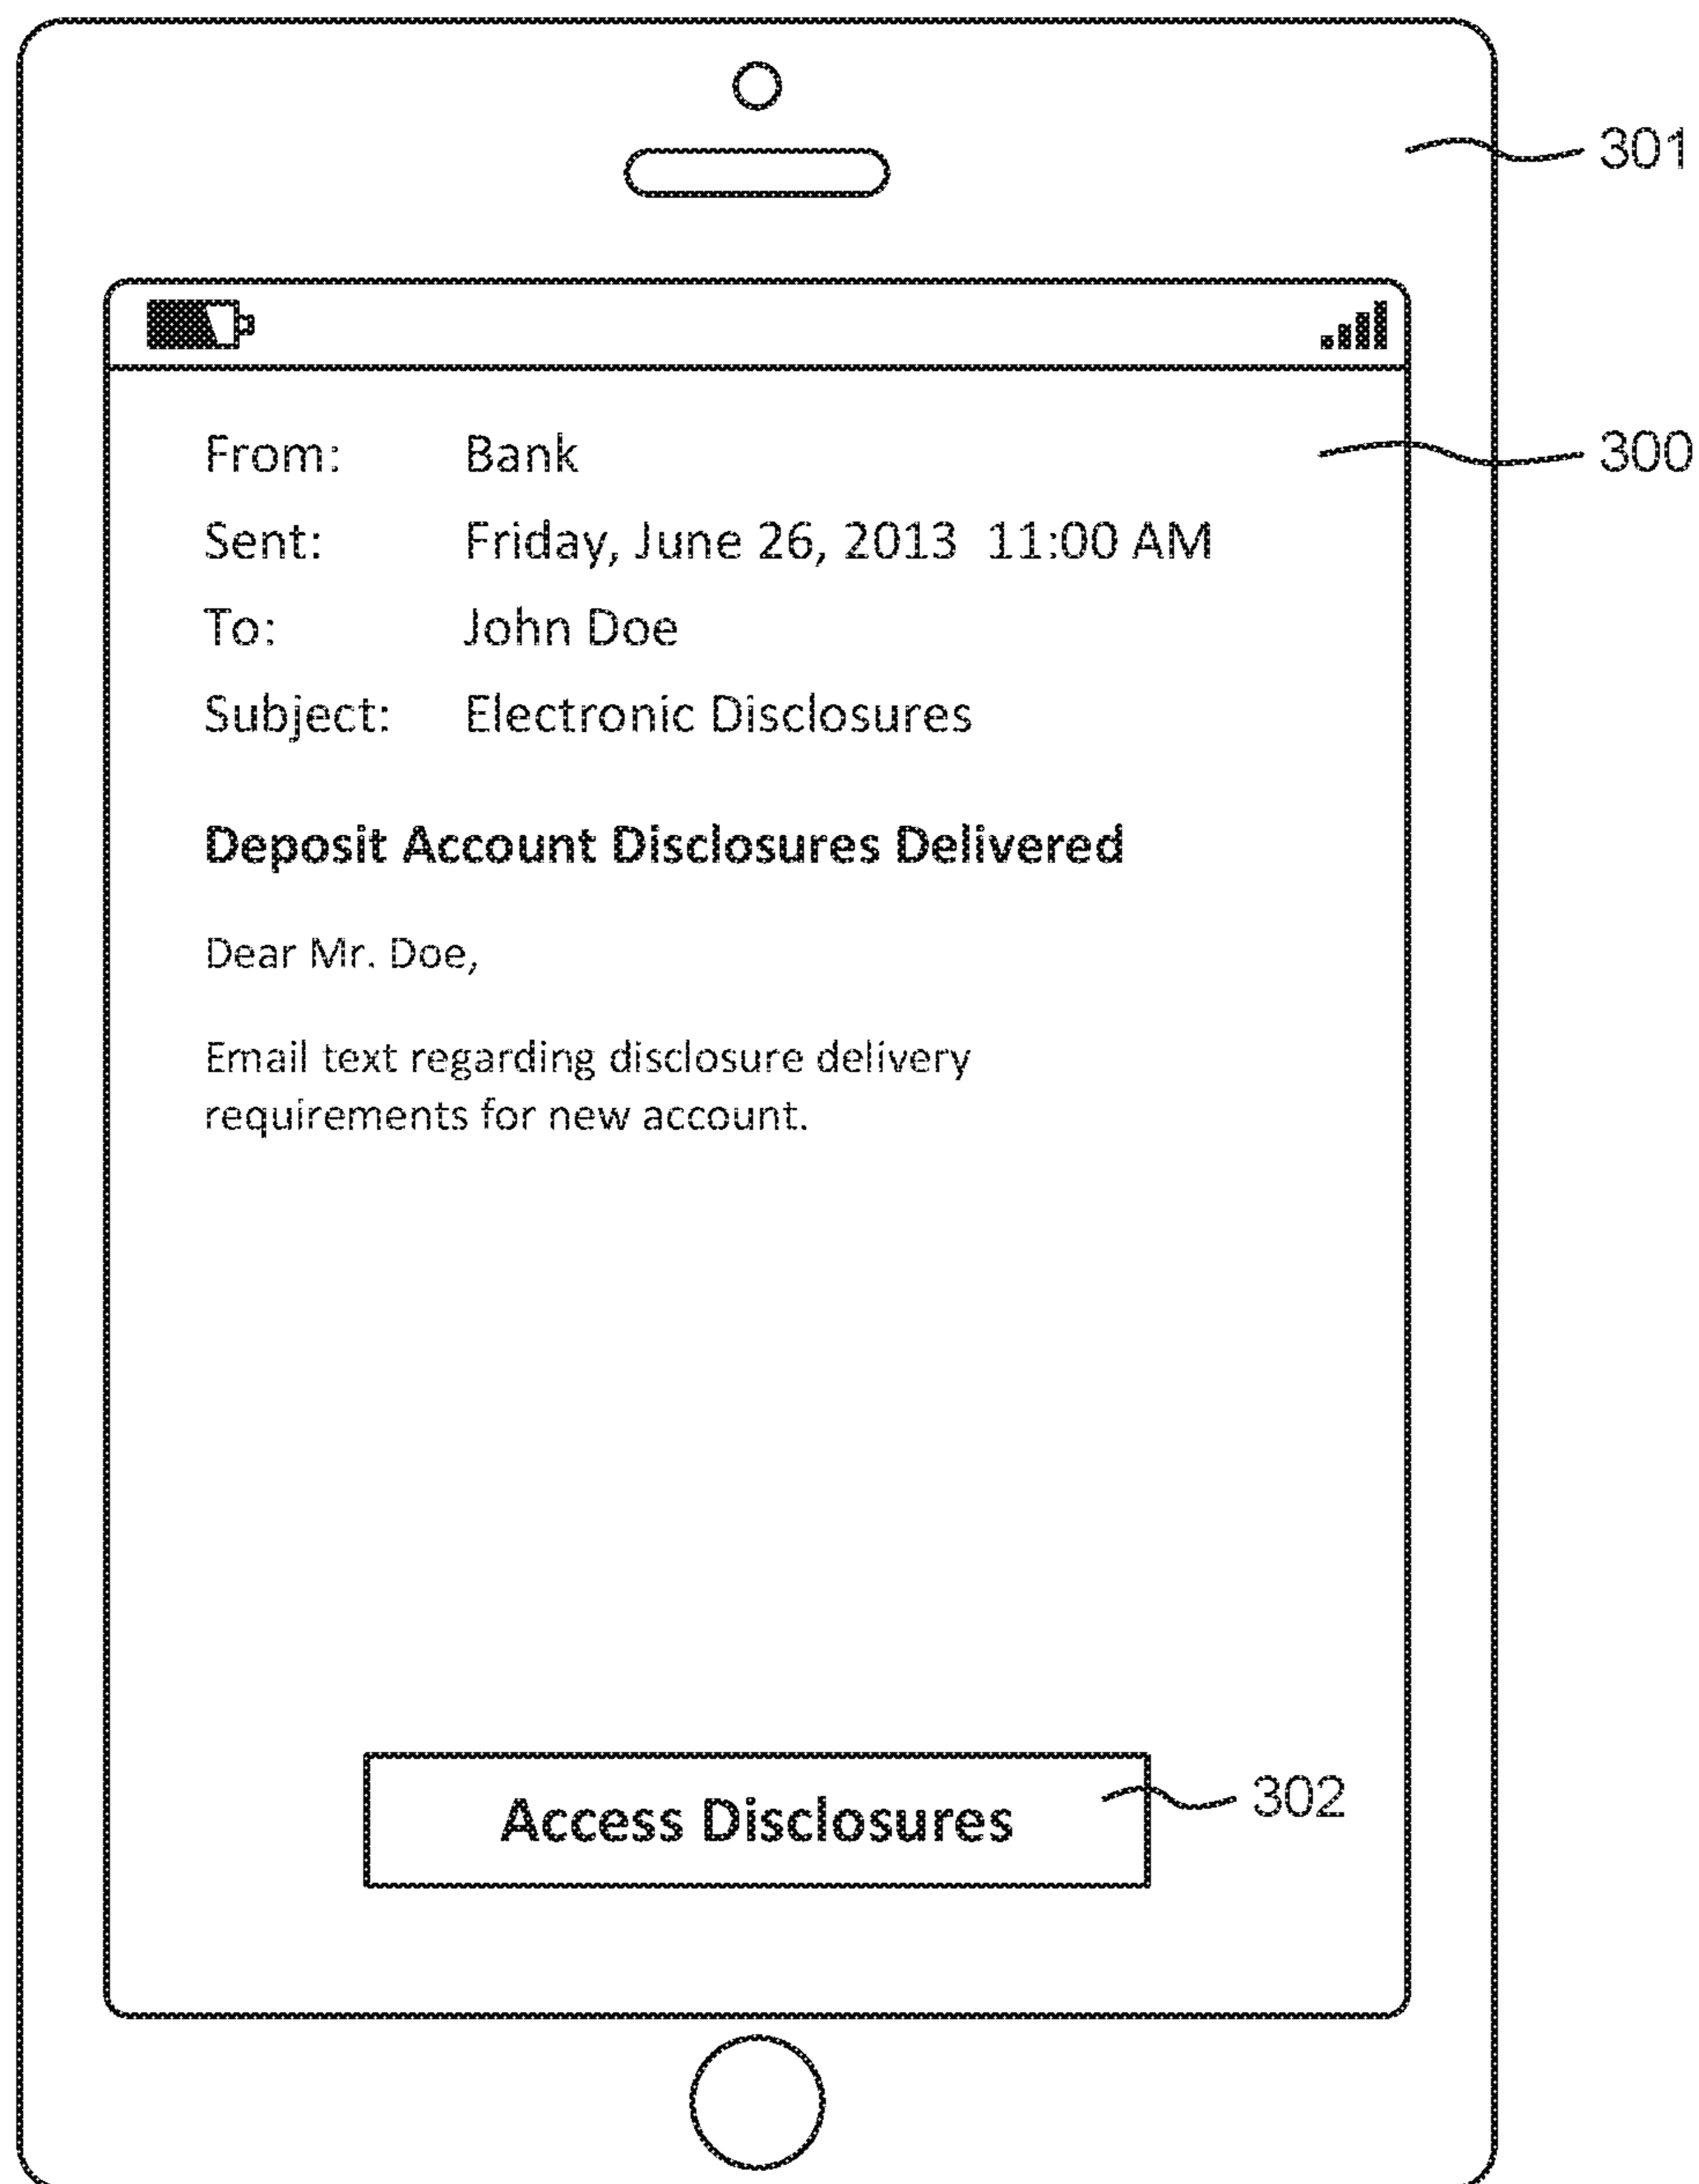 301
From: Bank
300
Sent: Friday, June 26, 2013 11:00 AM
To: John Doe
Subject: Electronic Disclosures
Deposit Account Disclosures Delivered
Dear Mr. Doe,
Email text regarding disclosure delivery
requirements for new account.
Access Disclosures
302